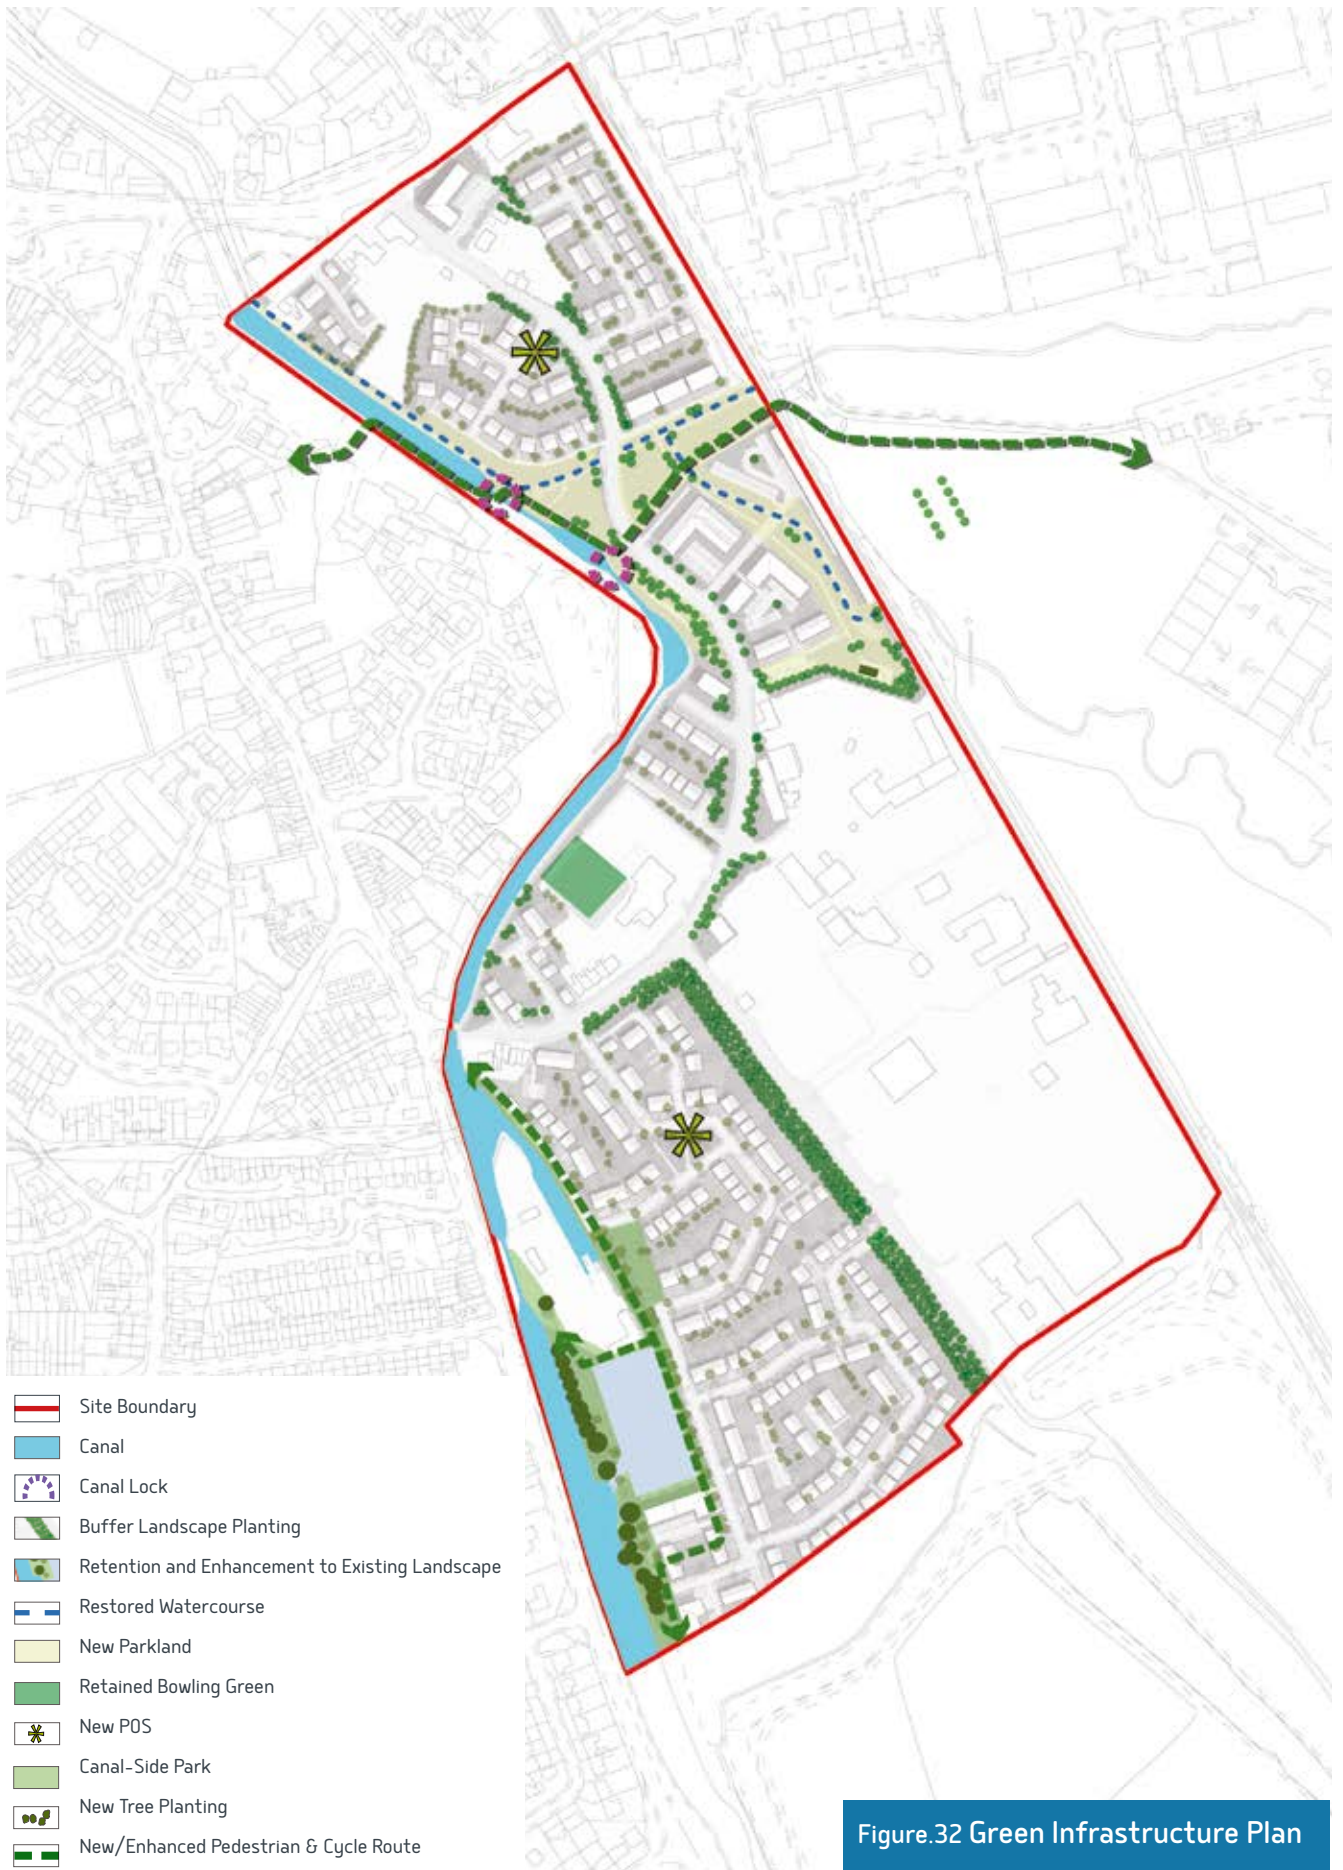 Site Boundary
Canal
Canal Lock
Buffer Landscape Planting
Retention and Enhancement to Existing Landscape
Restored Watercourse
New Parkland
Retained Bowling Green
New POS
Canal-Side Park
New Tree Planting
New/Enhanced Pedestrian & Cycle Route
Figure.32 Green Infrastructure Plan